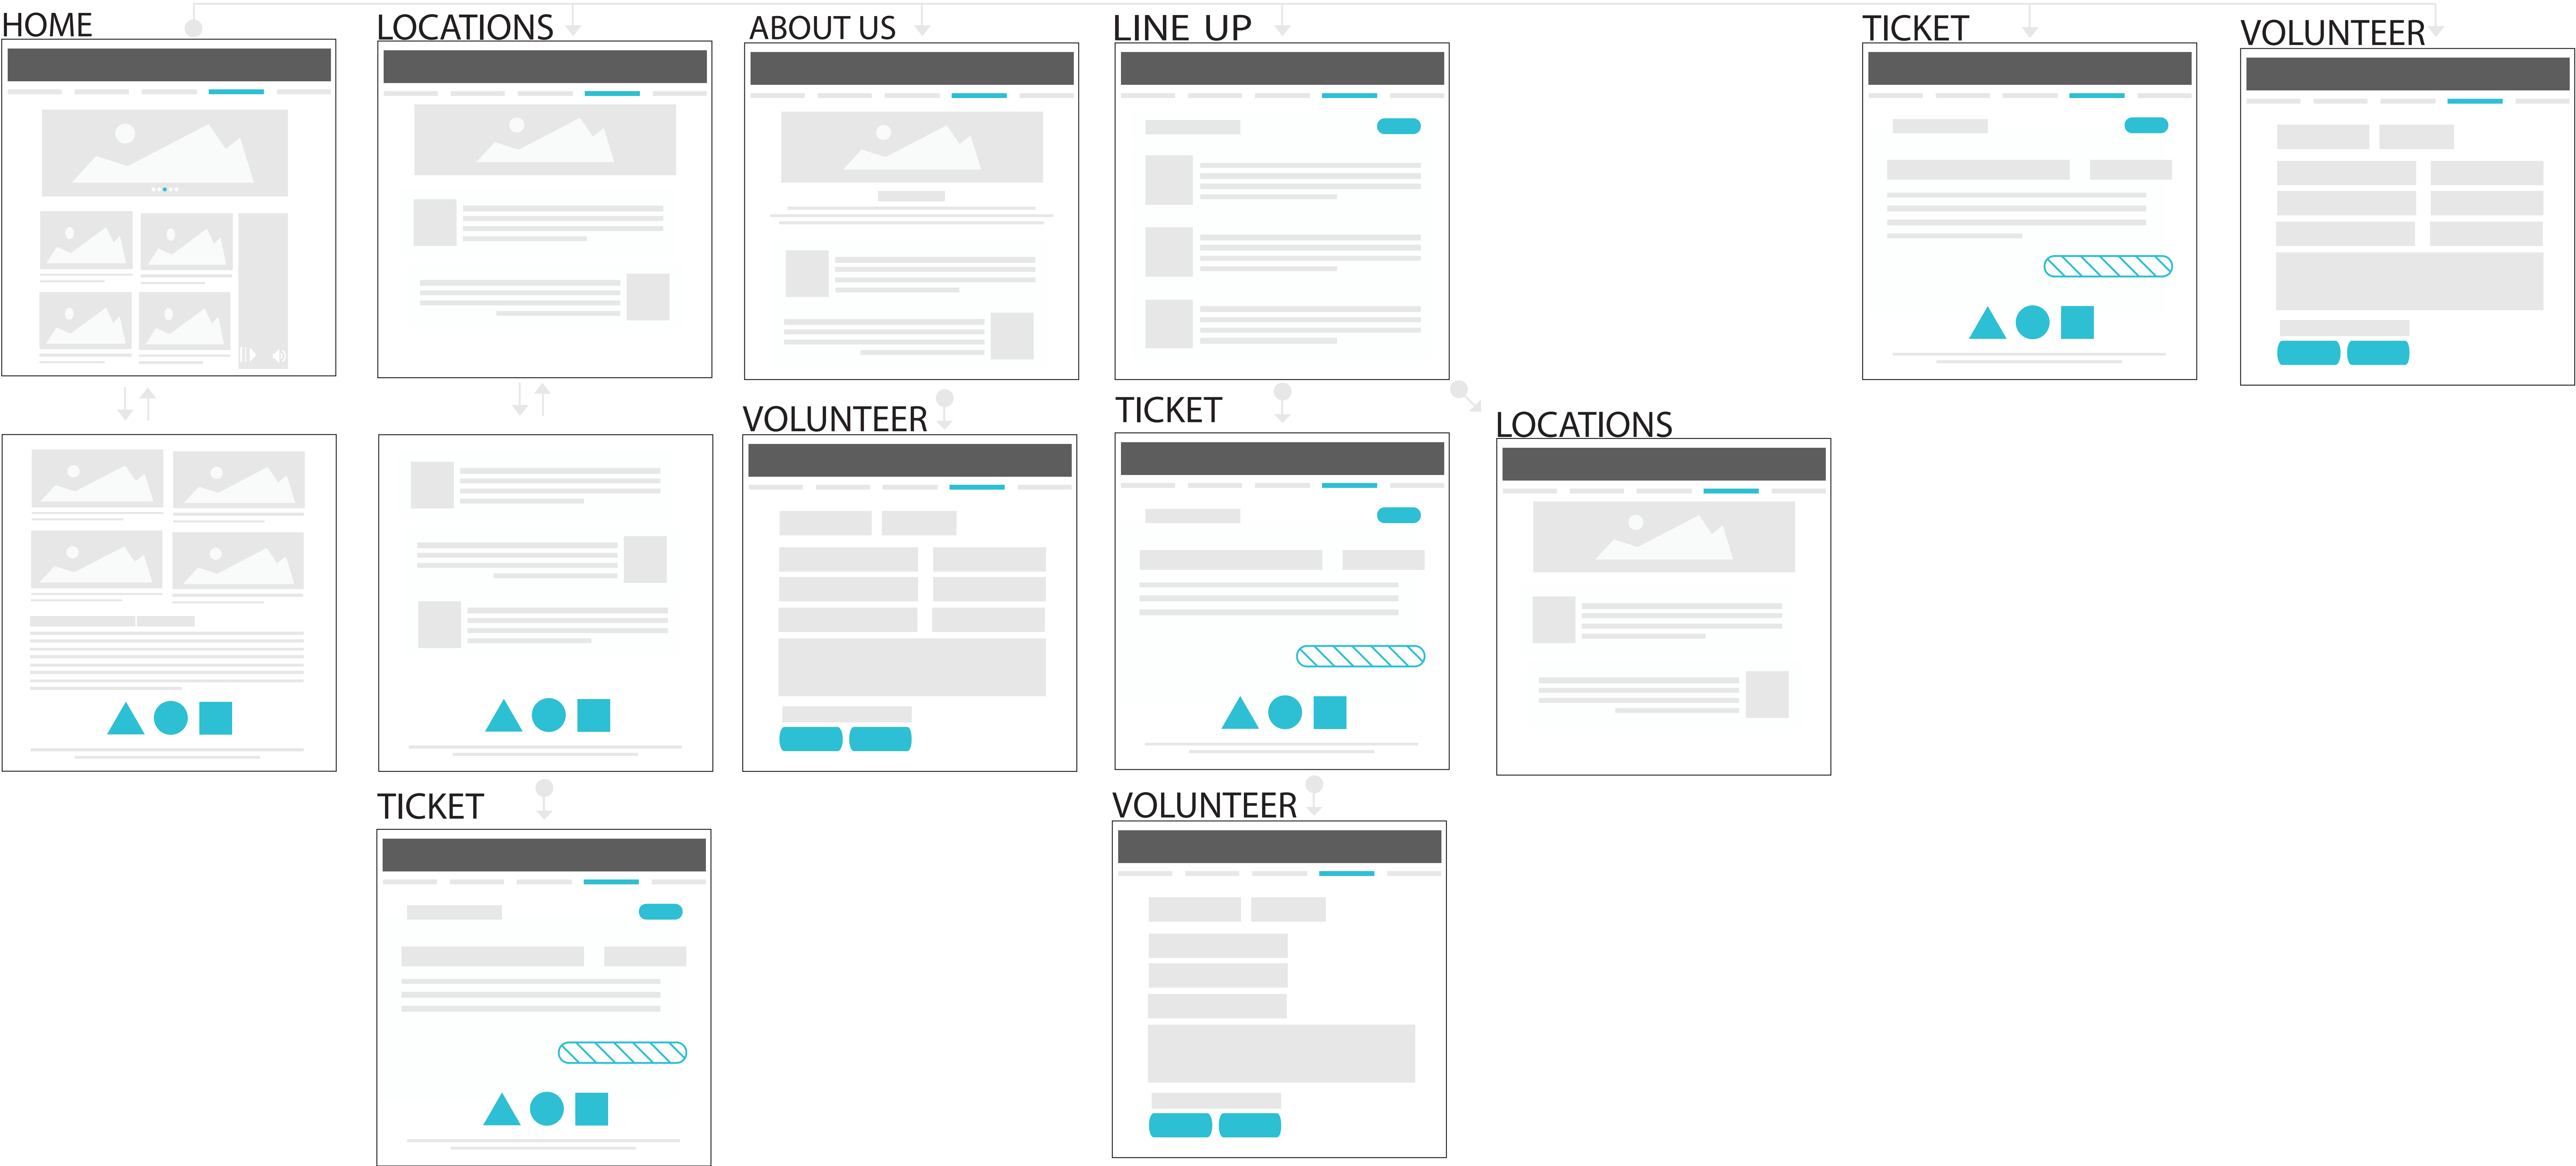 HOME
LOCATIONS
ABOUT US
LINE UP
TICKET
VOLUNTEER
VOLUNTEER
TICKET
LOCATIONS
TICKET
VOLUNTEER